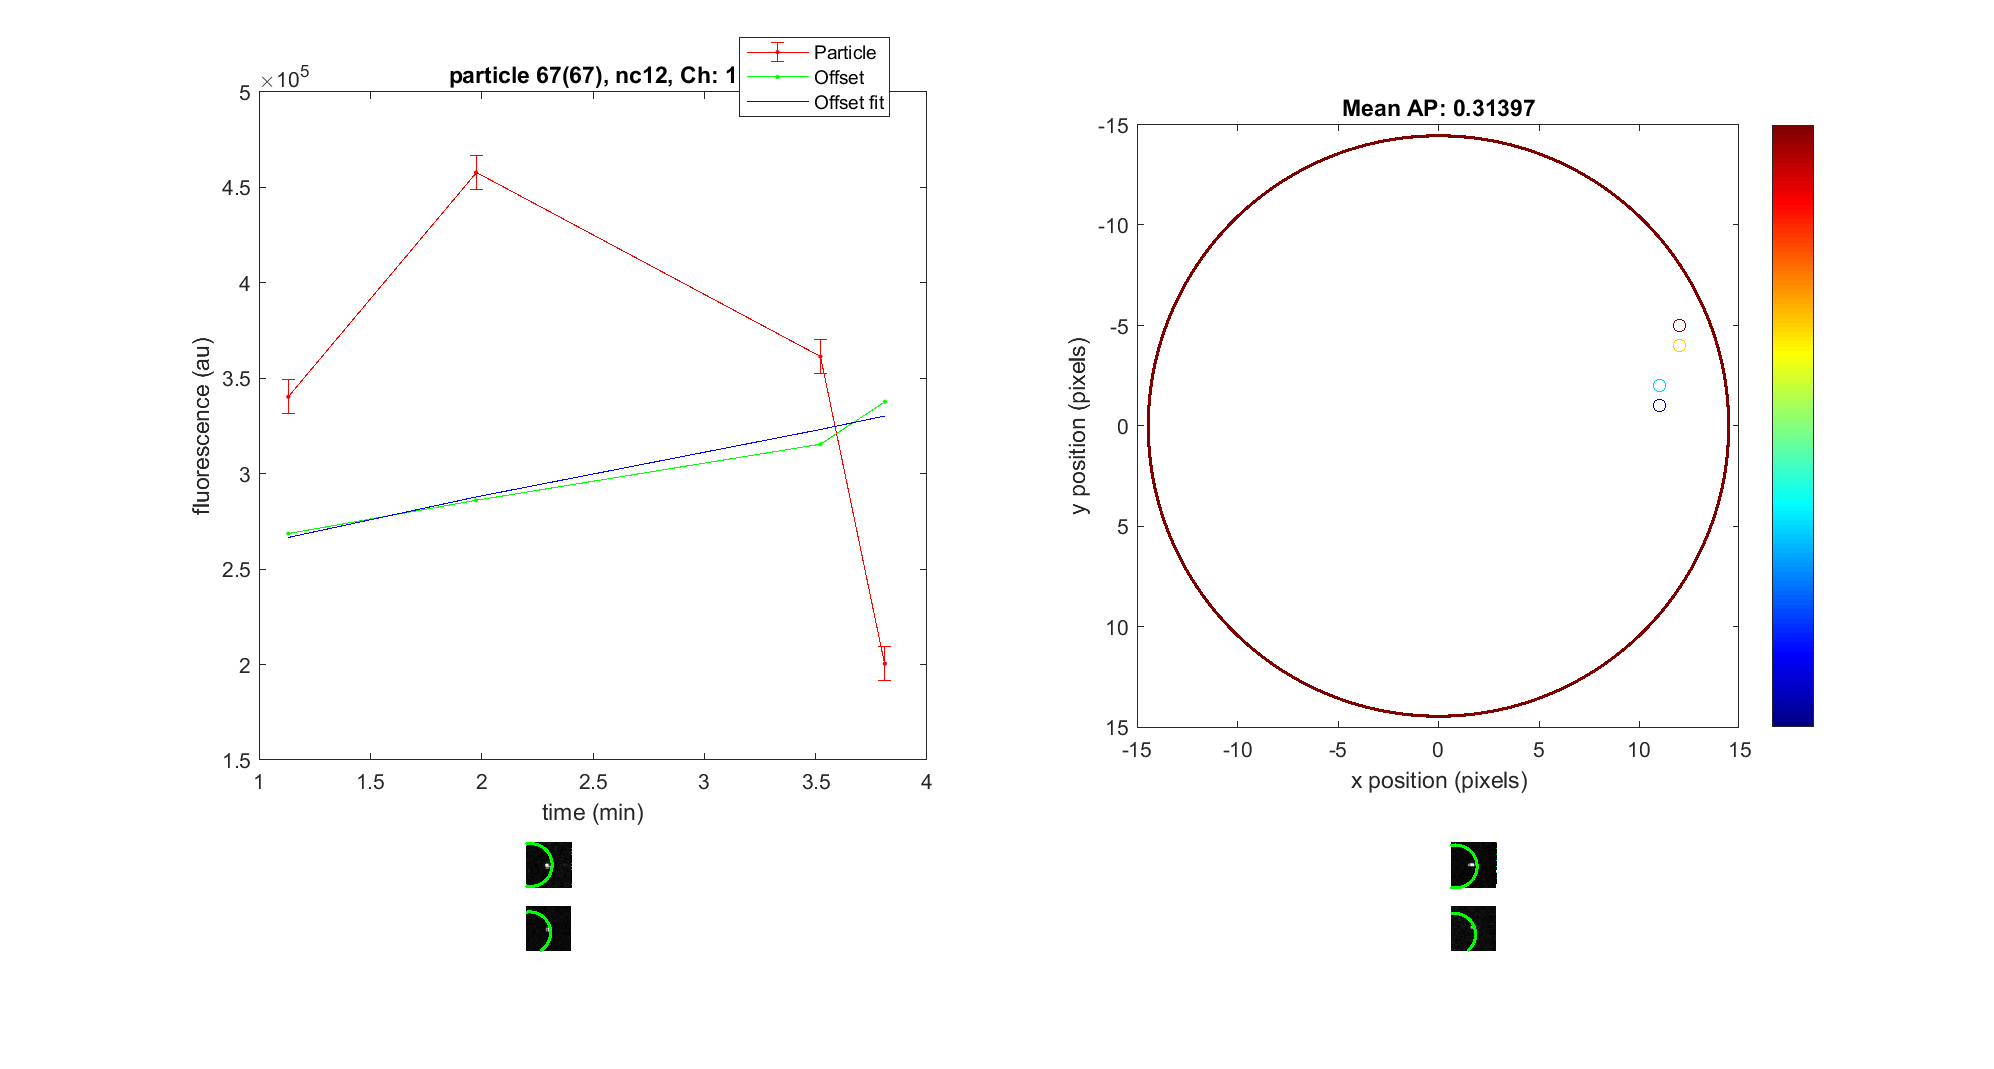 particle 67(67), nc12, Ch: 1
Particle
Offset
Offset fit
×10^5
5
4.5
4
3.5
3
2.5
2
1.5
fluorescence (au)
1 1.5 2 2.5 3 3.5 4
time (min)
Mean AP: 0.31397
-15
-10
-5
0
5
10
15
y position (pixels)
-15 -10 -5 0 5 10 15
x position (pixels)